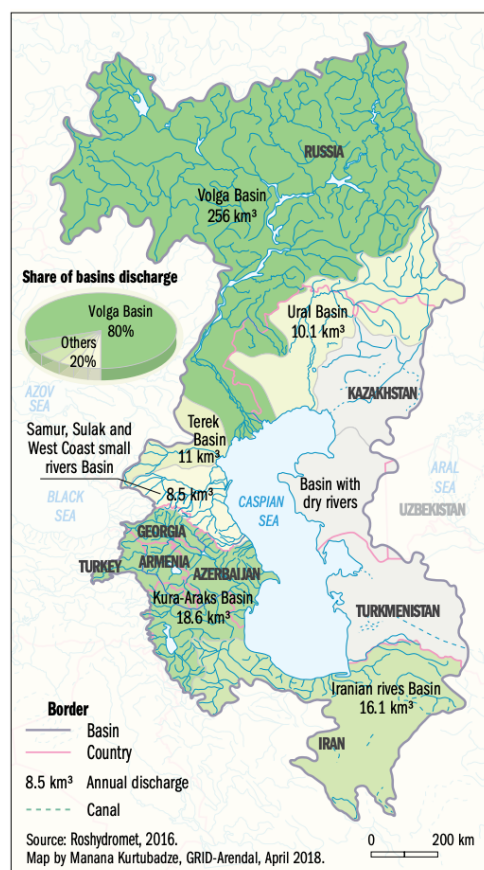 RUSSIA
Volga Basin
256 km³
Share of basins discharge
Volga Basin
80%
Others
20%
Ural Basin
10.1 km³
KAZAKHSTAN
AZOV
SEA
Terek
Basin
11 km³
Samur, Sulak and
West Coast small
rivers Basin
8.5 km³
Basin with
dry rivers
ARAL
SEA
CASPIAN
SEA
BLACK
SEA
UZBEKISTAN
GEORGIA
ARMENIA
TURKEY
AZERBAIJAN
Kura-Araks Basin
18.6 km³
TURKMENISTAN
Iranian rives Basin
16.1 km³
IRAN
Border
Basin
Country
8.5 km³ Annual discharge
Canal
Source: Roshydromet, 2016.
Map by Manana Kurtubadze, GRID-Arendal, April 2018.
0 200 km